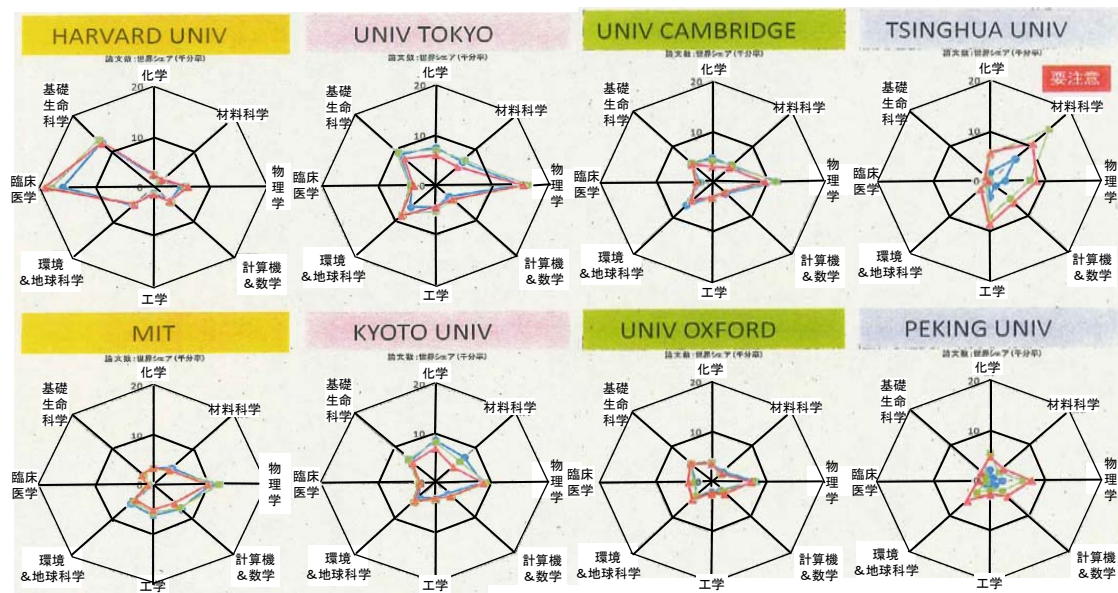 HARVARD UNIV
論文数:世界シェア(千分率)
化学
20
基礎
生命
科学
材料科学
10
臨床
医学
0
物
理
学
環境
&地球科学
計算機
&数学
工学
UNIV TOKYO
論文数:世界シェア(千分率)
化学
20
基礎
生命
科学
材料科学
10
臨床
医学
0
物
理
学
環境
&地球科学
計算機
&数学
工学
UNIV CAMBRIDGE
論文数:世界シェア(千分率)
化学
20
基礎
生命
科学
材料科学
10
臨床
医学
物
理
学
環境
&地球科学
計算機
&数学
工学
TSINGHUA UNIV
論文数:世界シェア(千分率)
化学
要注意
20
基礎
生命
科学
材料科学
10
臨床
医学
物
理
学
環境
&地球科学
計算機
&数学
工学
MIT
論文数:世界シェア(千分率)
化学
20
基礎
生命
科学
材料科学
10
臨床
医学
物
理
学
環境
&地球科学
計算機
&数学
工学
KYOTO UNIV
論文数:世界シェア(千分率)
化学
20
基礎
生命
科学
材料科学
10
臨床
医学
0
物
理
学
環境
&地球科学
計算機
&数学
工学
UNIV OXFORD
論文数:世界シェア(千分率)
化学
20
基礎
生命
科学
材料科学
10
臨床
医学
0
物
理
学
環境
&地球科学
計算機
&数学
工学
PEKING UNIV
論文数:世界シェア(千分率)
化学
20
基礎
生命
科学
材料科学
10
臨床
医学
物
理
学
環境
&地球科学
計算機
&数学
工学